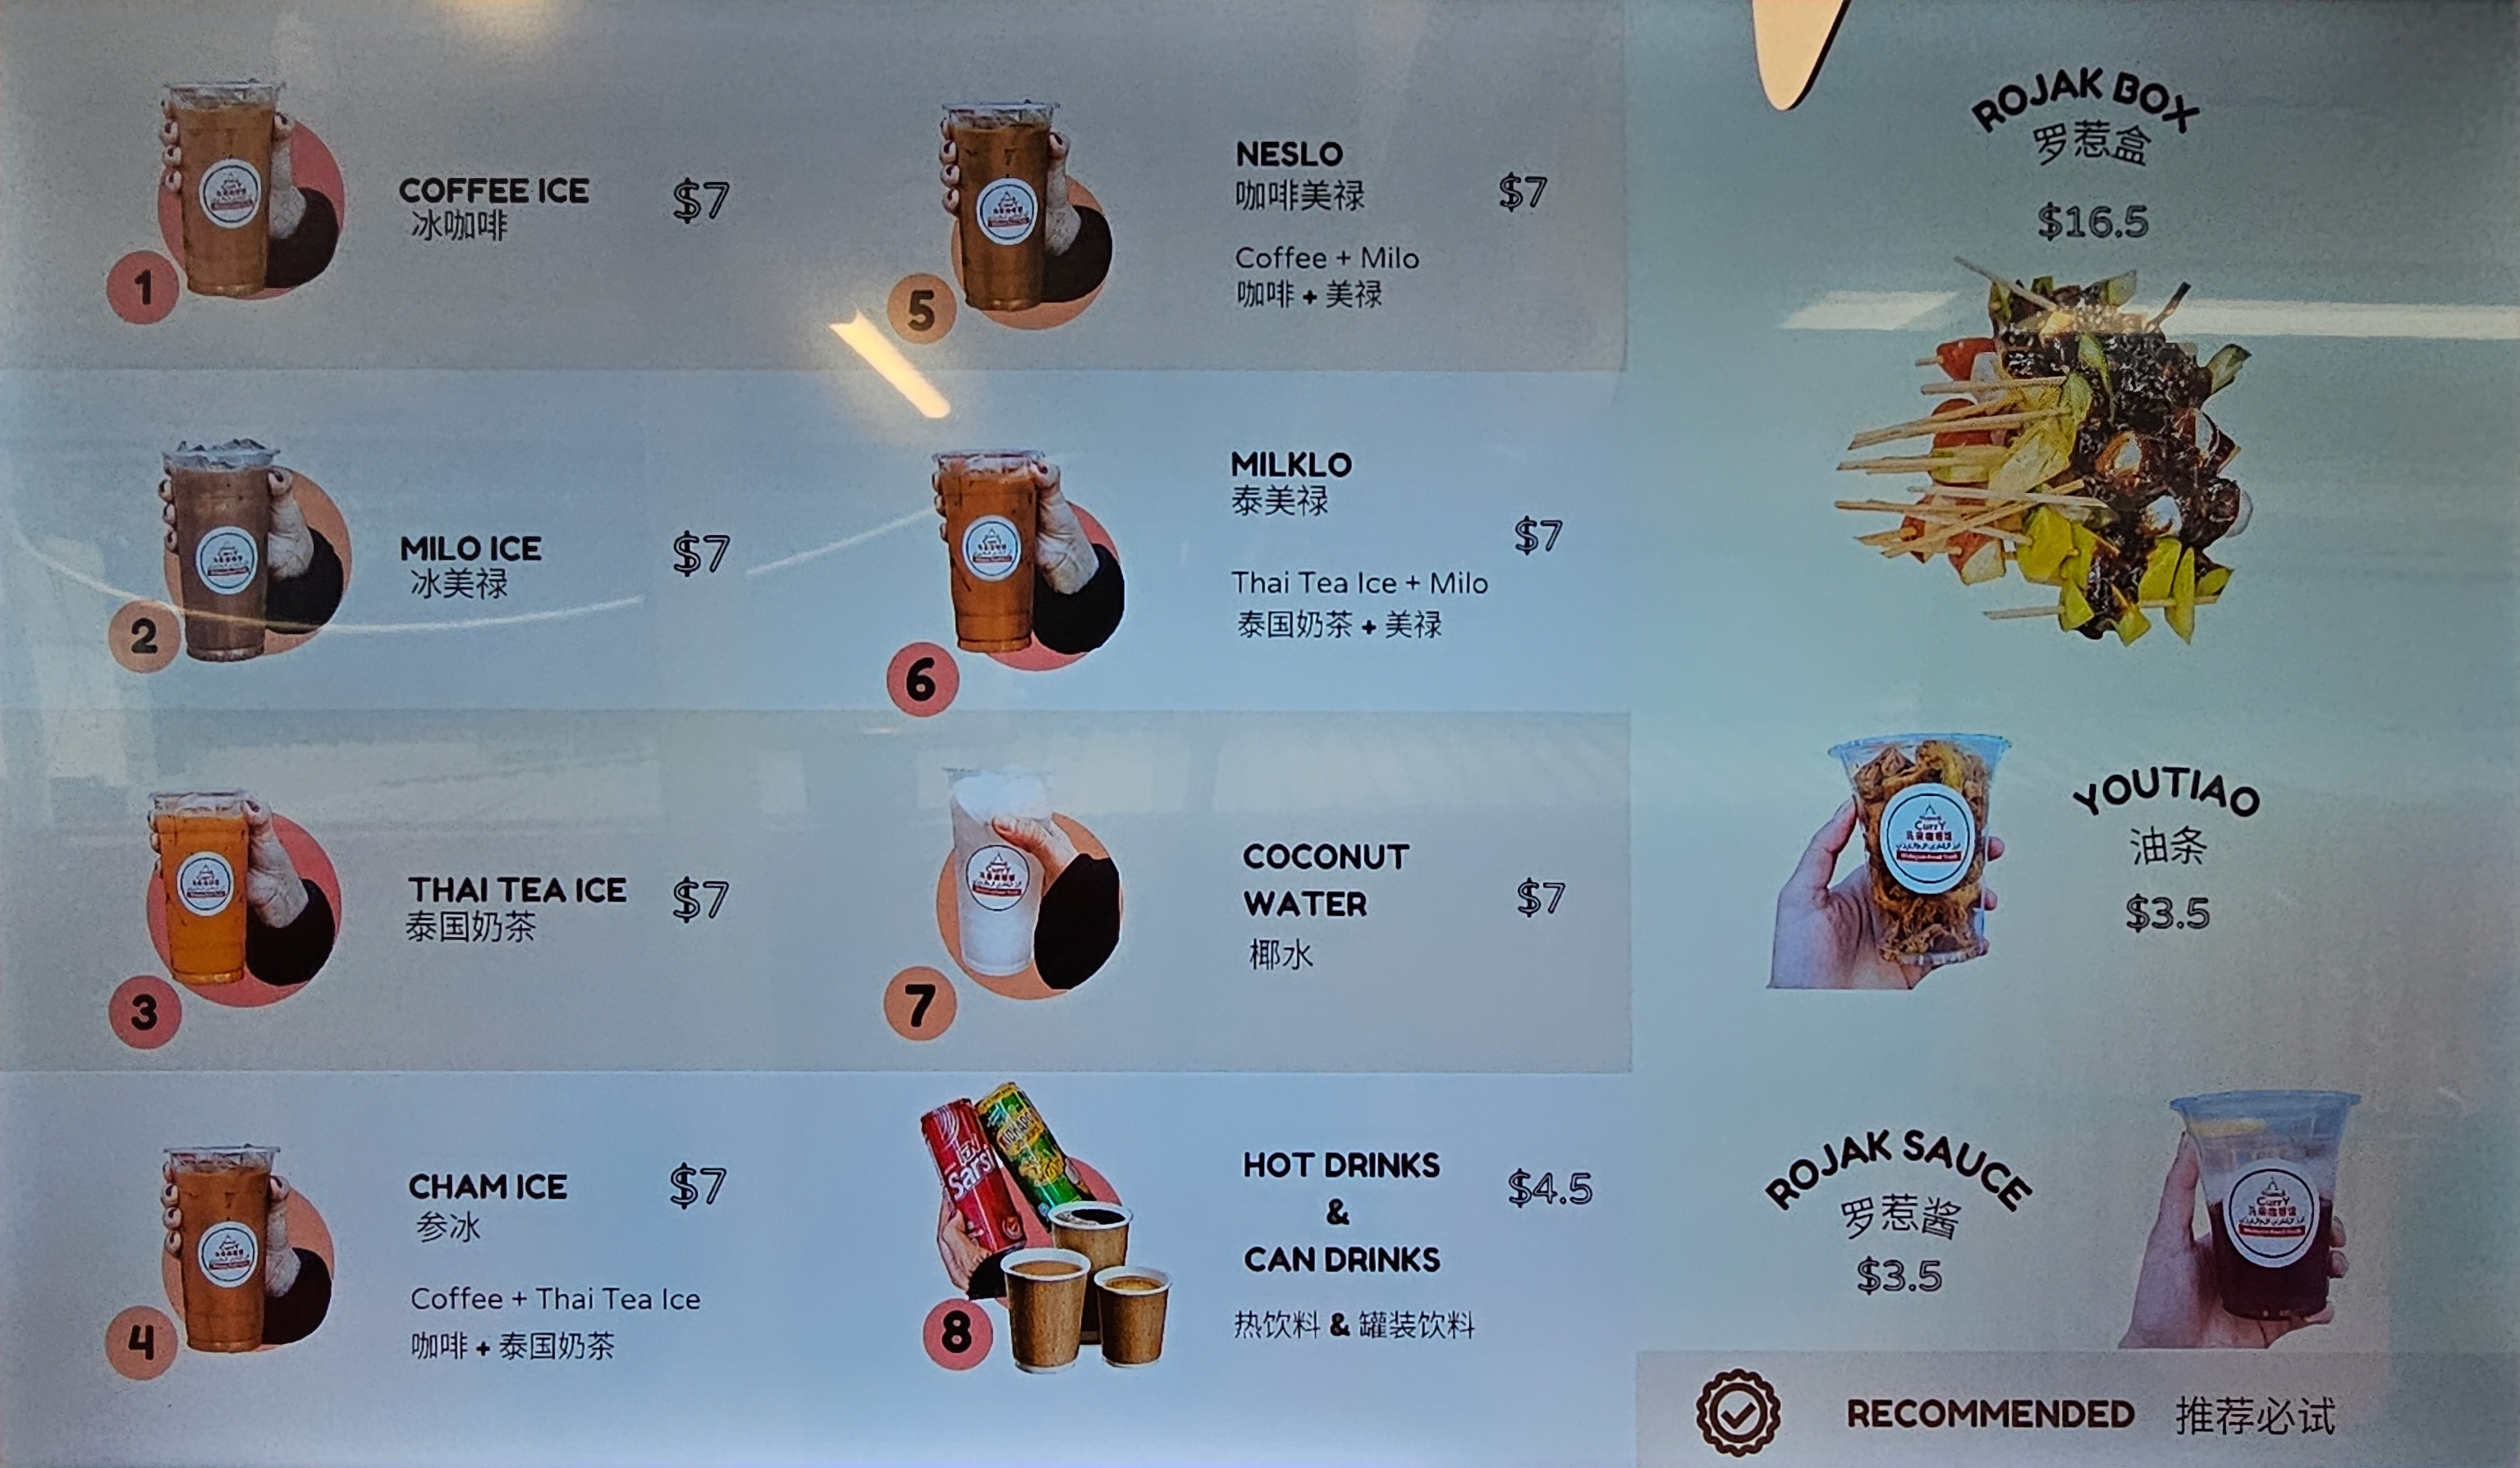 COFFEE ICE
冰咖啡
$7
1
MILO ICE
冰美禄
$7
2
THAI TEA ICE
泰国奶茶
$7
3
CHAM ICE
参冰
$7
Coffee + Thai Tea Ice
咖啡 + 泰国奶茶
4
NESLO
咖啡美禄
$7
Coffee + Milo
咖啡 + 美禄
5
MILKLO
泰美禄
$7
Thai Tea Ice + Milo
泰国奶茶 + 美禄
6
COCONUT
WATER
椰水
$7
7
Sarsi
HOT DRINKS
&
CAN DRINKS
$4.5
热饮料 & 罐装饮料
8
ROJAK BOX
罗惹盒
$16.5
YOUTIAO
油条
$3.5
CurrY
ROJAK SAUCE
罗惹酱
$3.5
CurrY
RECOMMENDED 推荐必试